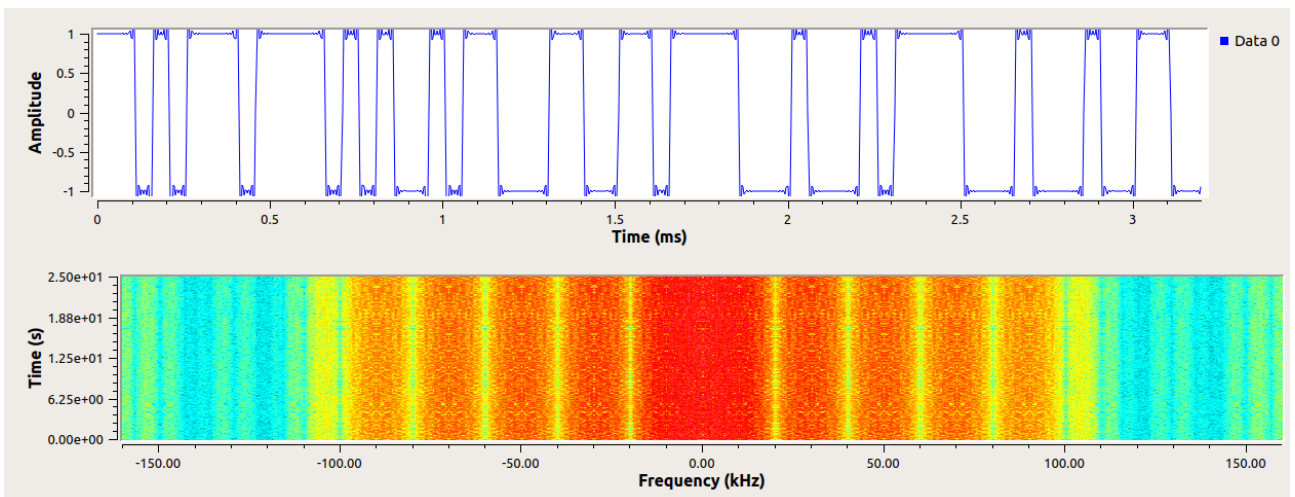 Amplitude
1
0.5
0
-0.5
-1
0 0.5 1 1.5 2 2.5 3
Time (ms)
Data 0
Time (s)
2.50e+01
1.88e+01
1.25e+01
6.25e+00
0.00e+00
-150.00 -100.00 -50.00 0.00 50.00 100.00 150.00
Frequency (kHz)